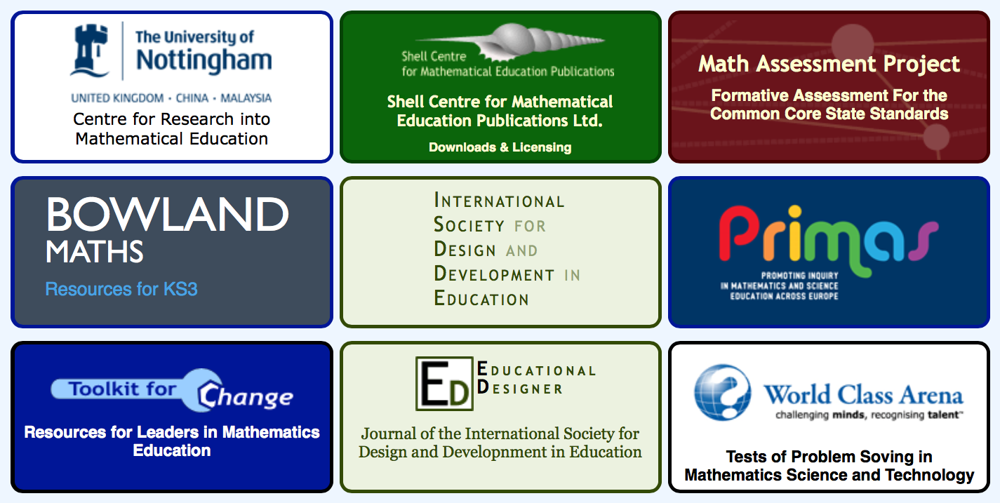 The University of
Nottingham
UNITED KINGDOM · CHINA · MALAYSIA
Centre for Research into
Mathematical Education
Shell Centre
for Mathematical Education Publications
Shell Centre for Mathematical
Education Publications Ltd.
Downloads & Licensing
Math Assessment Project
Formative Assessment For the
Common Core State Standards
BOWLAND
MATHS
Resources for KS3
INTERNATIONAL
SOCIETY FOR
DESIGN AND
DEVELOPMENT IN
EDUCATION
Primas
PROMOTING INQUIRY
IN MATHEMATICS AND SCIENCE
EDUCATION ACROSS EUROPE
Toolkit for Change
Resources for Leaders in Mathematics
Education
ED
EDUCATIONAL
DESIGNER
Journal of the International Society for
Design and Developnment in Education
World Class Arena
challenging minds, recognising talent™
Tests of Problem Soving in
Mathematics Science and Technology